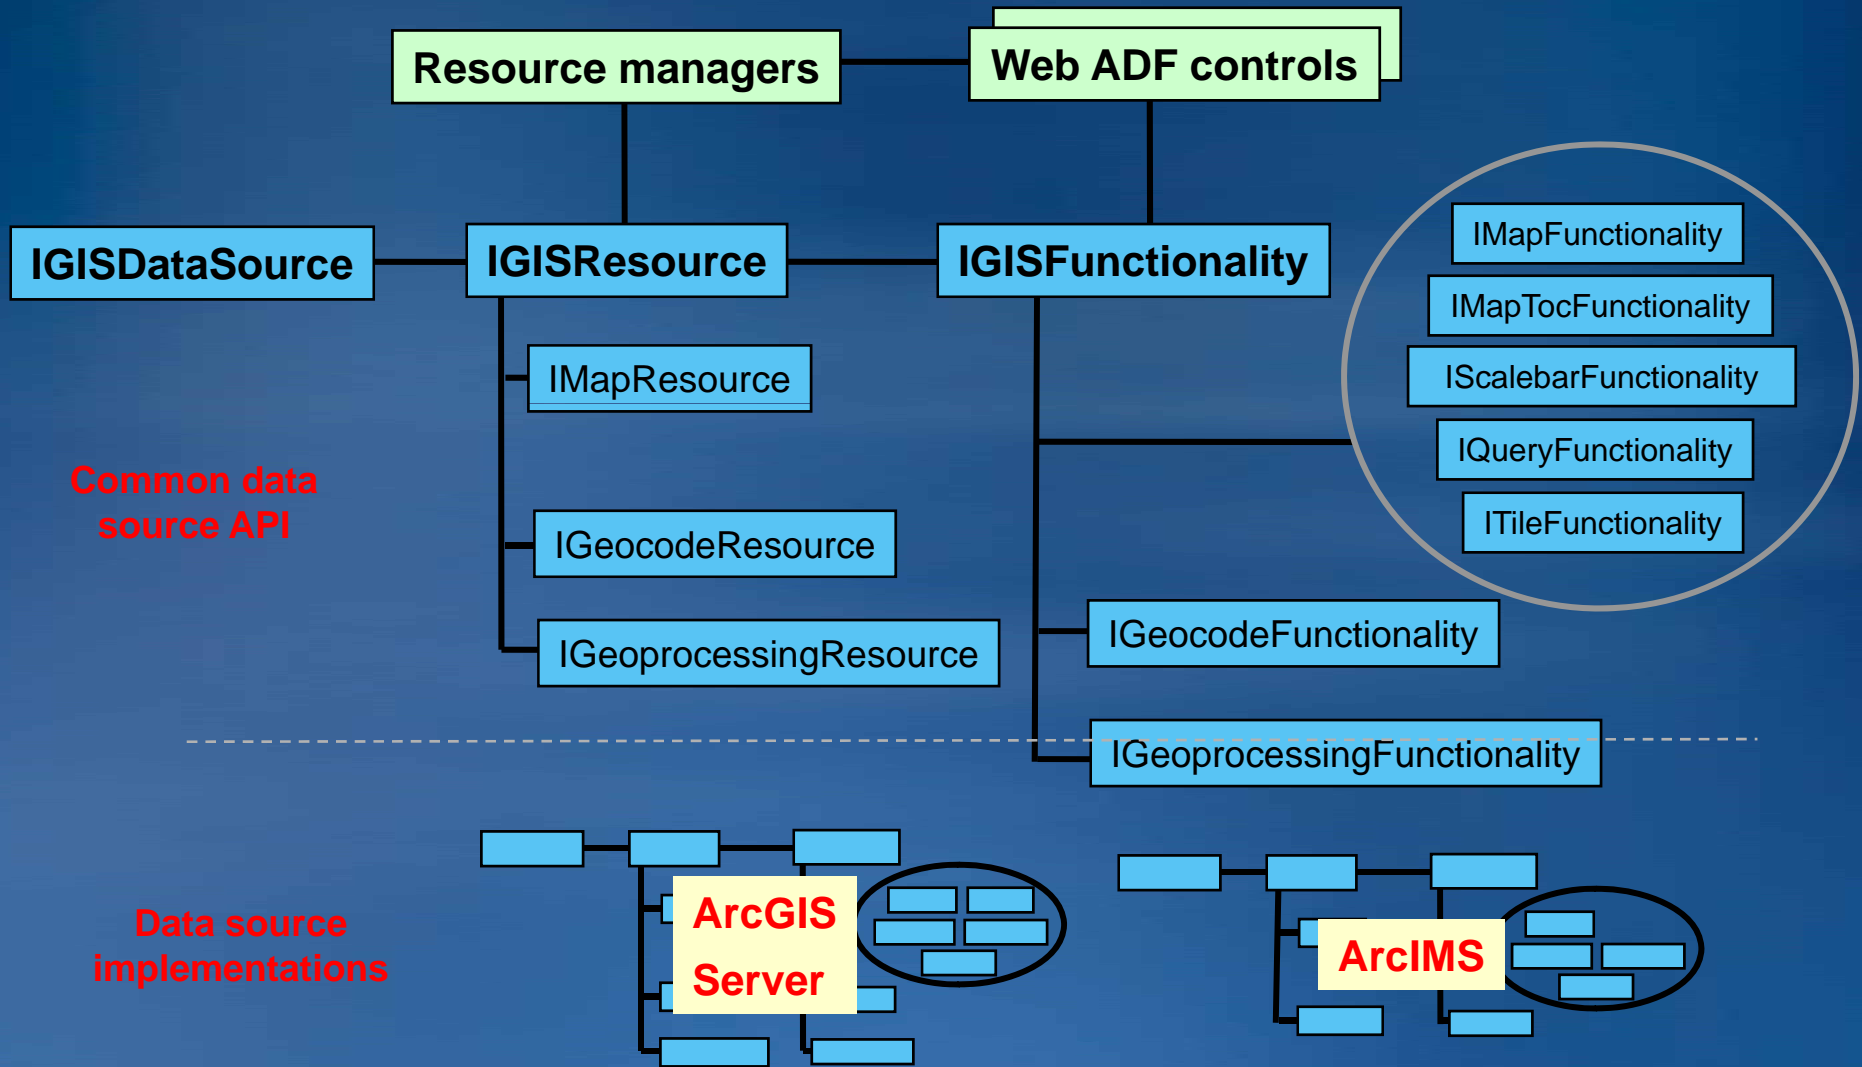 Resource managers
Web ADF controls
IGISDataSource
IGISResource
IGISFunctionality
IMapFunctionality
IMapTocFunctionality
IScalebarFunctionality
IQueryFunctionality
ITileFunctionality
IMapResource
Common data
source API
IGeocodeResource
IGeoprocessingResource
IGeocodeFunctionality
IGeoprocessingFunctionality
Data source
implementations
ArcGIS
Server
ArcIMS